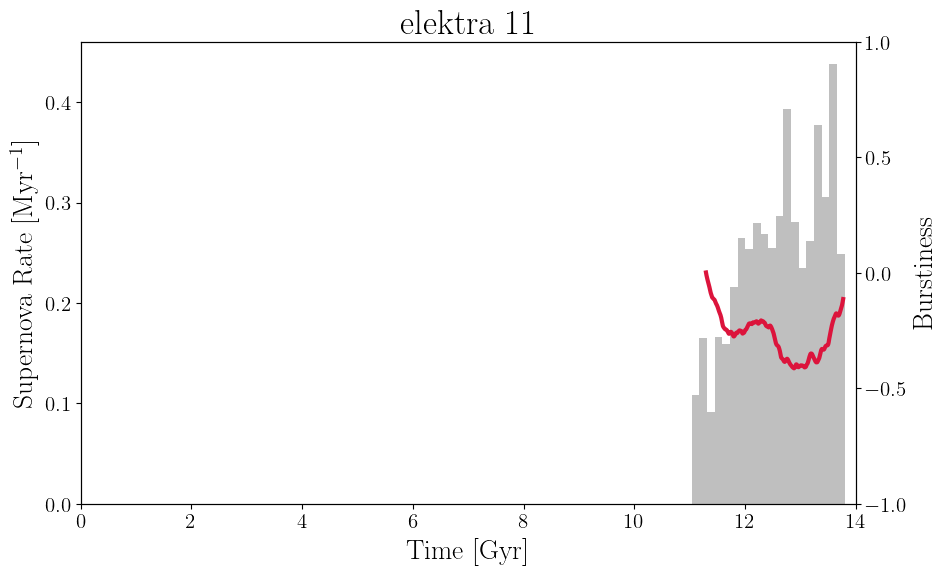 elektra 11
Supernova Rate [Myr⁻¹]
0.4
0.3
0.2
0.1
0.0
1.0
0.5
0.0
−0.5
−1.0
Burstiness
0 2 4 6 8 10 12 14
Time [Gyr]